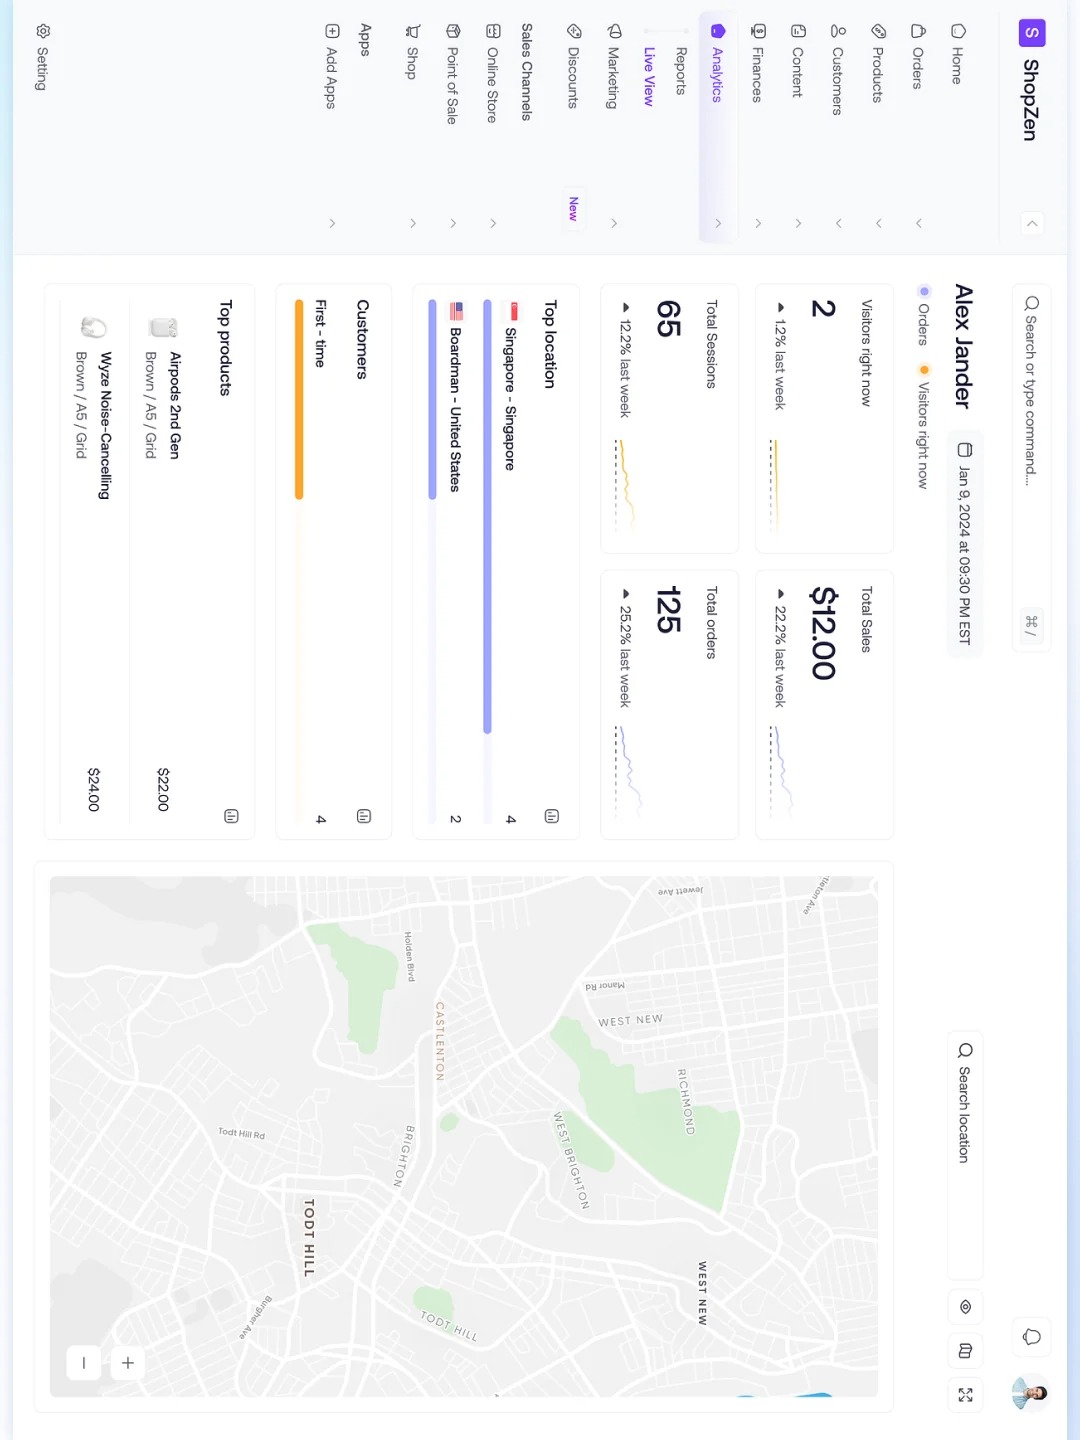 S ShopZen
Home
Orders
Products
Customers
Content
Finances
Analytics
Reports
Live View
Marketing
Discounts New
Sales Channels
Online Store
Point of Sale
Shop
Apps
Add Apps
Setting
Search or type command.... ⌘ /
Alex Jander Jan 9, 2024 at 09:30 PM EST
Search location
Orders Visitors right now
Visitors right now
2
1.2% last week
Total Sales
$12.00
22.2% last week
Total Sessions
65
12.2% last week
Total orders
125
25.2% last week
Top location
Singapore - Singapore 4
Boardman - United States 2
Customers
First - time 4
Top products
Airpods 2nd Gen
Brown / A5 / Grid
$22.00
Wyze Noise-Cancelling
Brown / A5 / Grid
$24.00
Jewett Ave
Manor Rd
WEST NEW
RICHMOND
WEST NEW
WEST BRIGHTON
Holden Blvd
CASTLENTON
BRIGHTON
TODT HILL
Todt Hill Rd
TODT HILL
Burgher Ave